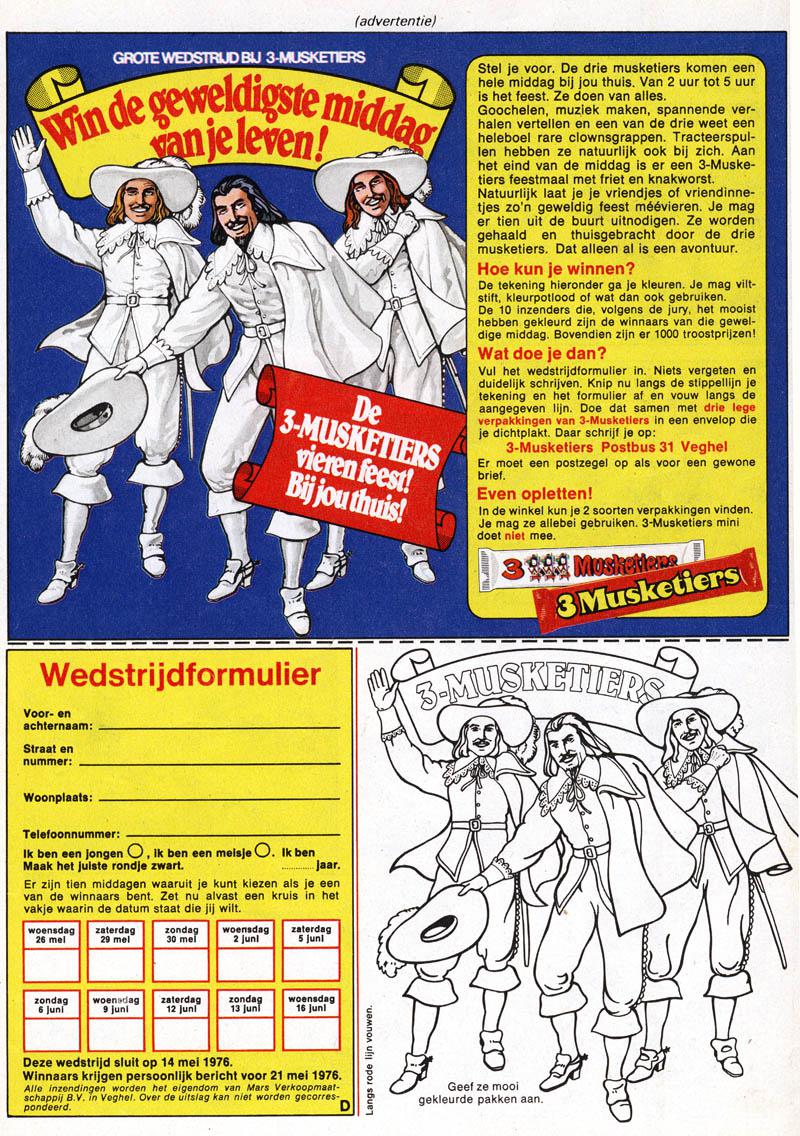 (advertentie)
GROTE WEDSTRIJD BIJ 3-MUSKETIERS
Win de geweldigste middag
van je leven!
De
3-MUSKETIERS
vieren feest!
Bij jou thuis!
Stel je voor. De drie musketiers komen een
hele middag bij jou thuis. Van 2 uur tot 5 uur
is het feest. Ze doen van alles.
Goochelen, muziek maken, spannende ver-
halen vertellen en een van de drie weet een
heleboel rare clownsgrappen. Tracteerspul-
len hebben ze natuurlijk ook bij zich. Aan
het eind van de middag is er een 3-Muske-
tiers feestmaal met friet en knakworst.
Natuurlijk laat je je vriendjes of vriendinne-
tjes zo'n geweldig feest méévieren. Je mag
er tien uit de buurt uitnodigen. Ze worden
gehaald en thuisgebracht door de drie
musketiers. Dat alleen al is een avontuur.
Hoe kun je winnen?
De tekening hieronder ga je kleuren. Je mag vilt-
stift, kleurpotlood of wat dan ook gebruiken.
De 10 inzenders die, volgens de jury, het mooist
hebben gekleurd zijn de winnaars van die gewel-
dige middag. Bovendien zijn er 1000 troostprijzen!
Wat doe je dan?
Vul het wedstrijdformulier in. Niets vergeten en
duidelijk schrijven. Knip nu langs de stippellijn je
tekening en het formulier af en vouw langs de
aangegeven lijn. Doe dat samen met drie lege
verpakkingen van 3-Musketiers in een envelop die
je dichtplakt. Daar schrijf je op:
3-Musketiers Postbus 31 Veghel
Er moet een postzegel op als voor een gewone
brief.
Even opletten!
In de winkel kun je 2 soorten verpakkingen vinden.
Je mag ze allebei gebruiken. 3-Musketiers mini
doet niet mee.
3 Musketiers
3 Musketiers
Wedstrijdformulier
Voor- en
achternaam:
Straat en
nummer:
Woonplaats:
Telefoonnummer:
Ik ben een jongen , ik ben een meisje . Ik ben
Maak het juiste rondje zwart. ............ jaar.
Er zijn tien middagen waaruit je kunt kiezen als je een
van de winnaars bent. Zet nu alvast een kruis in het
vakje waarin de datum staat die jij wilt.
woensdag zaterdag zondag woensdag zaterdag
26 mei 29 mei 30 mei 2 juni 5 juni
zondag woensdag zaterdag zondag woensdag
6 juni 9 juni 12 juni 13 juni 16 juni
Deze wedstrijd sluit op 14 mei 1976.
Winnaars krijgen persoonlijk bericht voor 21 mei 1976.
Alle inzendingen worden het eigendom van Mars Verkoopmaat-
schappij B.V. in Veghel. Over de uitslag kan niet worden gecorres-
pondeerd.
D
Langs rode lijn vouwen.
3-MUSKETIERS
Geef ze mooi
gekleurde pakken aan.